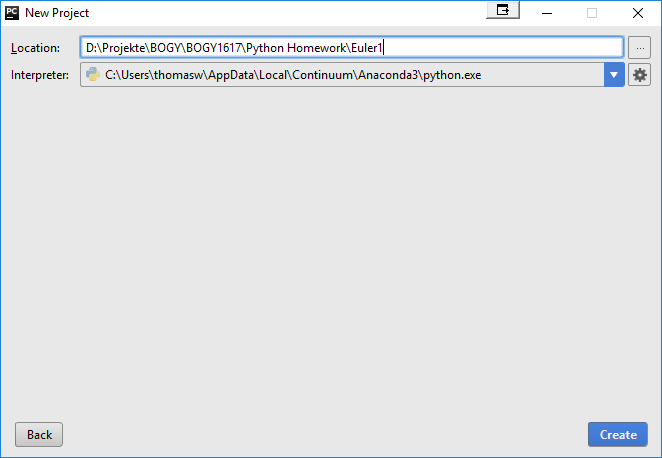 PC New Project
Location: D:\Projekte\BOGY\BOGY1617\Python Homework\Euler1 ...
Interpreter: C:\Users\thomasw\AppData\Local\Continuum\Anaconda3\python.exe
Back Create